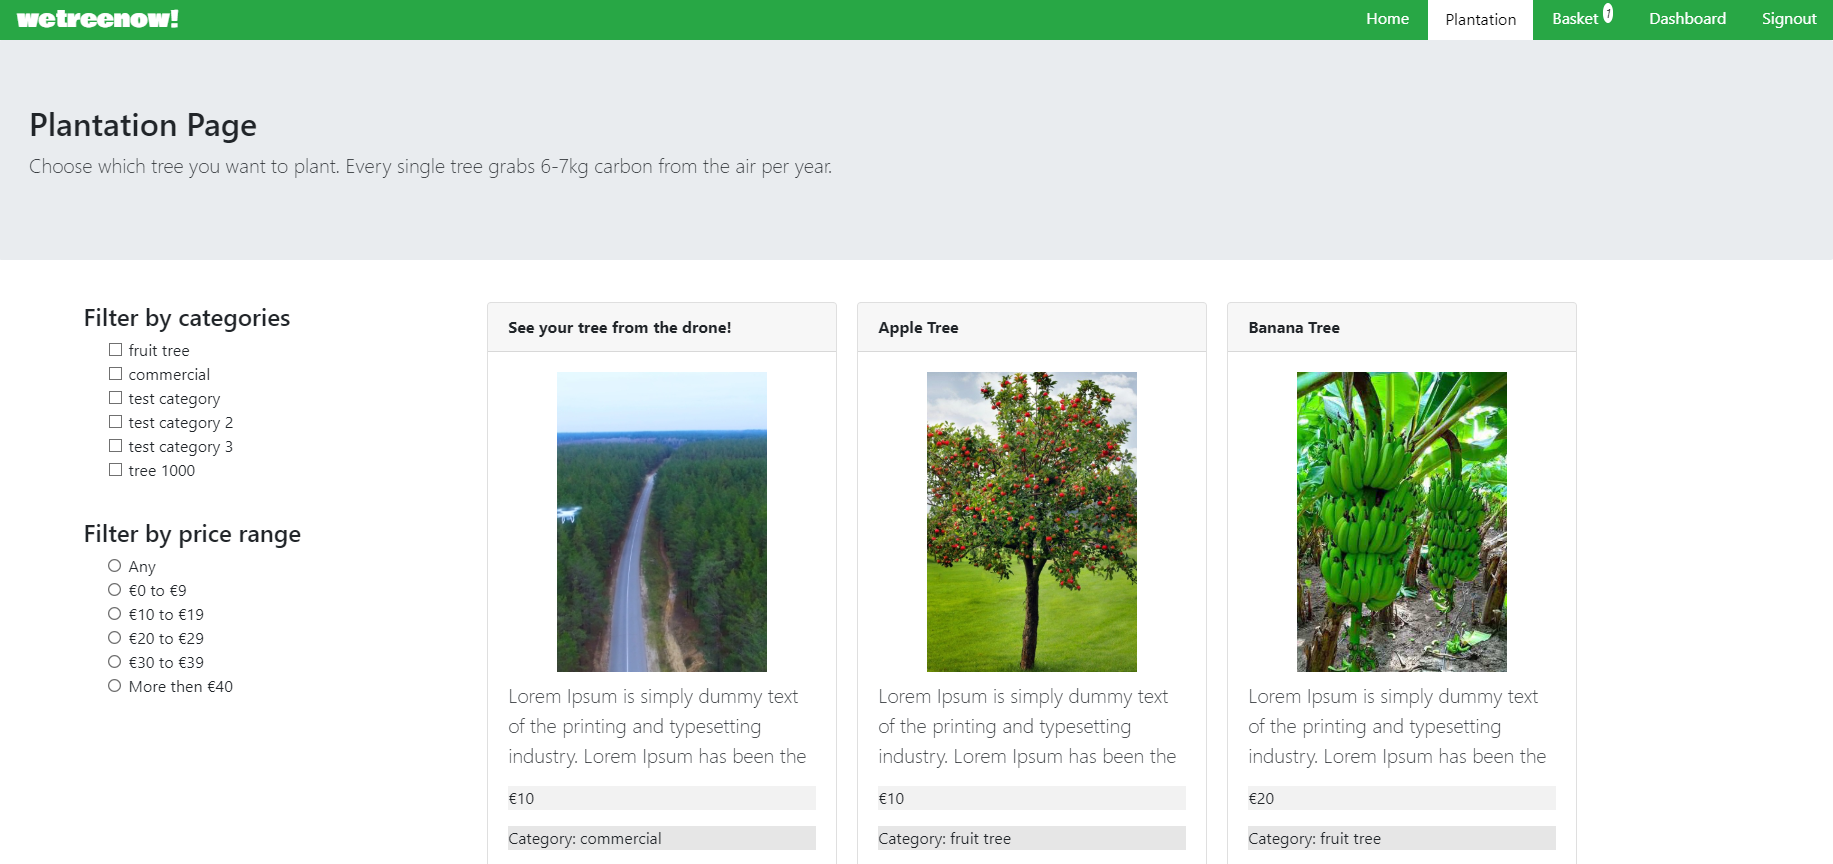 wetreenow!
Home
Plantation
Basket 1
Dashboard
Signout
Plantation Page
Choose which tree you want to plant. Every single tree grabs 6-7kg carbon from the air per year.
Filter by categories
fruit tree
commercial
test category
test category 2
test category 3
tree 1000
Filter by price range
Any
€0 to €9
€10 to €19
€20 to €29
€30 to €39
More then €40
See your tree from the drone!
Lorem Ipsum is simply dummy text
of the printing and typesetting
industry. Lorem Ipsum has been the
€10
Category: commercial
Apple Tree
Lorem Ipsum is simply dummy text
of the printing and typesetting
industry. Lorem Ipsum has been the
€10
Category: fruit tree
Banana Tree
Lorem Ipsum is simply dummy text
of the printing and typesetting
industry. Lorem Ipsum has been the
€20
Category: fruit tree